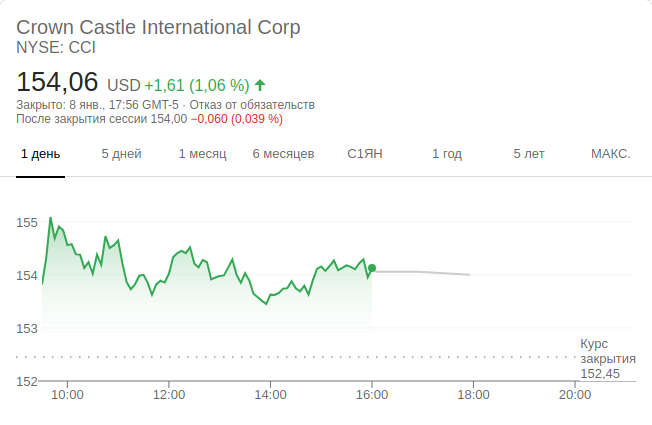 Crown Castle International Corp
NYSE: CCI
154,06 USD +1,61 (1,06 %)
Закрыто: 8 янв., 17:56 GMT-5 · Отказ от обязательств
После закрытия сессии 154,00 −0,060 (0,039 %)
1 день 5 дней 1 месяц 6 месяцев С1ЯН 1 год 5 лет МАКС.
155
154
153
Курс
закрытия
152,45
152
10:00 12:00 14:00 16:00 18:00 20:00